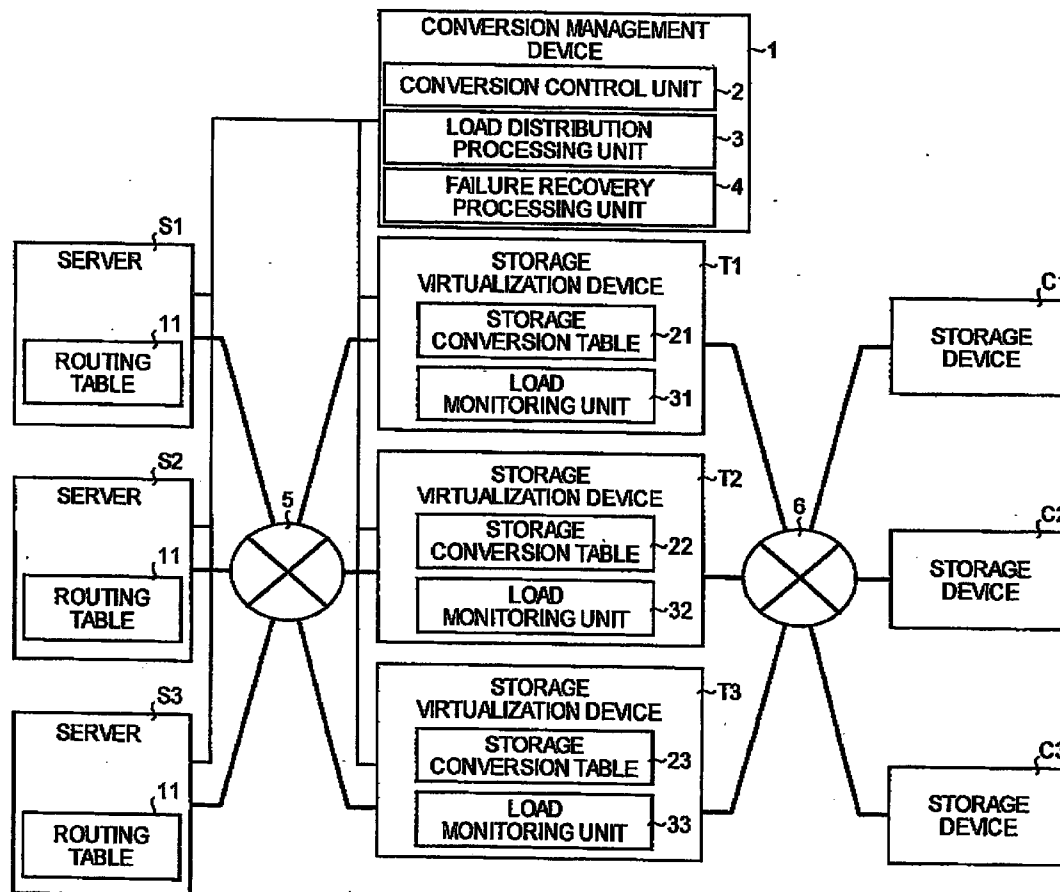 CONVERSION MANAGEMENT
DEVICE
1
CONVERSION CONTROL UNIT
2
LOAD DISTRIBUTION
PROCESSING UNIT
3
FAILURE RECOVERY
PROCESSING UNIT
4
S1
SERVER
11
ROUTING
TABLE
S2
SERVER
11
ROUTING
TABLE
S3
SERVER
11
ROUTING
TABLE
5
STORAGE
VIRTUALIZATION DEVICE
T1
STORAGE
CONVERSION TABLE
21
LOAD
MONITORING UNIT
31
STORAGE
VIRTUALIZATION DEVICE
T2
STORAGE
CONVERSION TABLE
22
LOAD
MONITORING UNIT
32
STORAGE
VIRTUALIZATION DEVICE
T3
STORAGE
CONVERSION TABLE
23
LOAD
MONITORING UNIT
33
6
C1
STORAGE
DEVICE
C2
STORAGE
DEVICE
C3
STORAGE
DEVICE